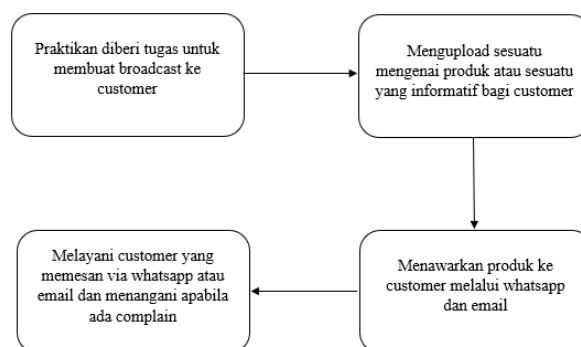 Praktikan diberi tugas untuk
membuat broadcast ke
customer
Mengupload sesuatu
mengenai produk atau sesuatu
yang informatif bagi customer
Menawarkan produk ke
customer melalui whatsapp
dan email
Melayani customer yang
memesan via whatsapp atau
email dan menangani apabila
ada complain